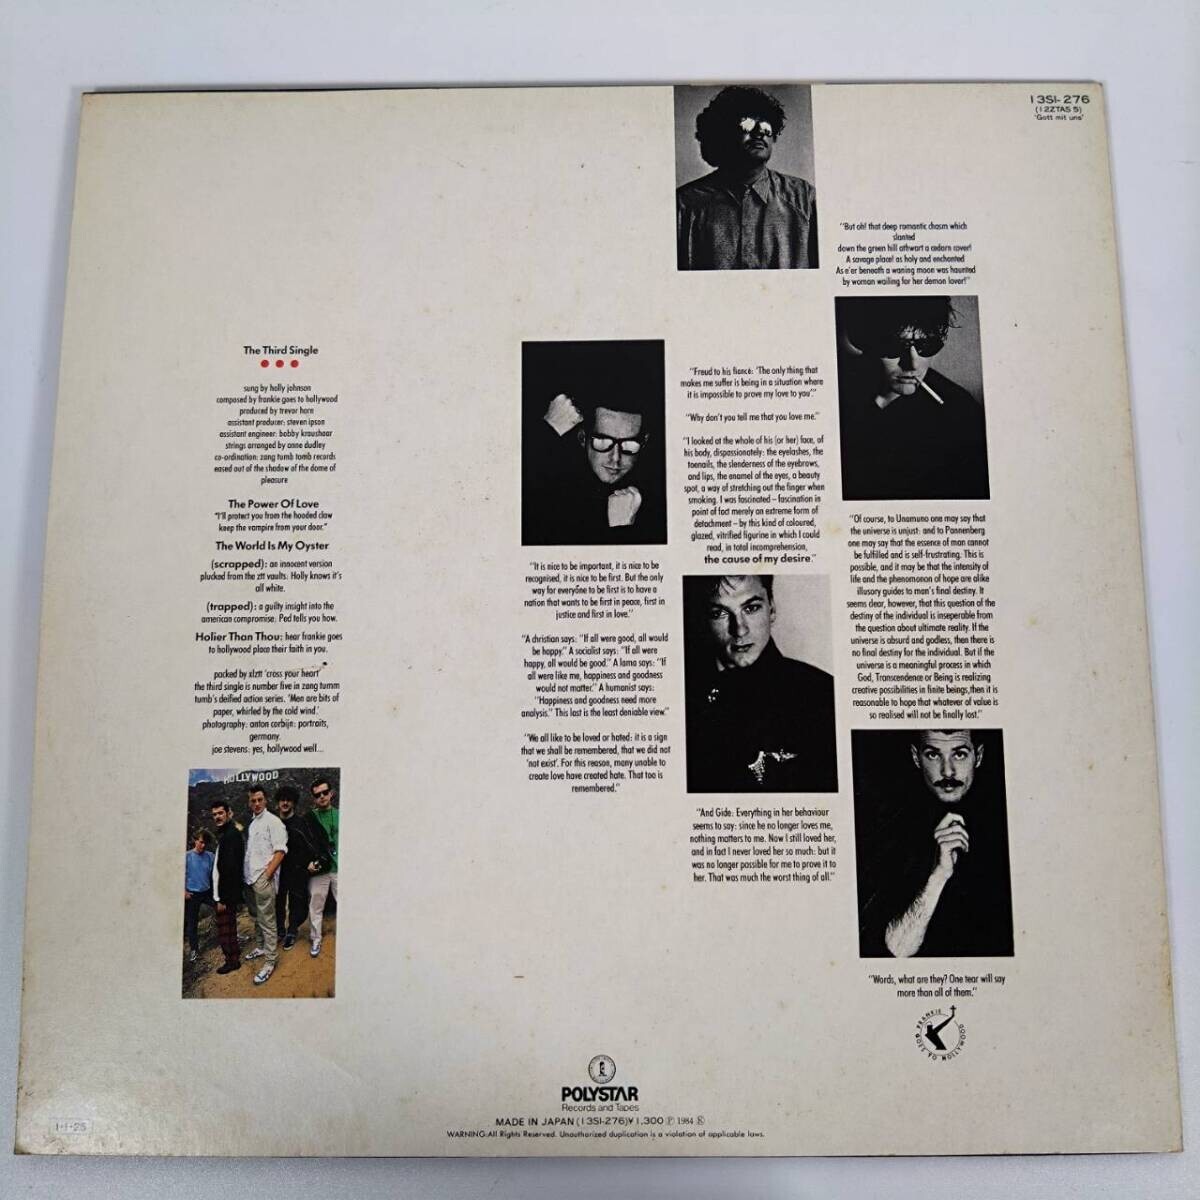 13SI-276
(12ZTAS 5)
'Gott mit uns'
"But oh! that deep romantic chasm which
slanted
down the green hill athwart a cedarn cover!
A savage place! as holy and enchanted
As e'er beneath a waning moon was haunted
by woman wailing for her demon lover!"
The Third Single
sung by holly johnson
composed by frankie goes to hollywood
produced by trevor horn
assistant producer: steven ipson
assistant engineer: bobby kraushaar
strings arranged by anne dudley
co-ordination: zang tumb tomb records
eased out of the shadow of the dome of
pleasure
The Power Of Love
"I'll protect you from the hooded claw
keep the vampire from your door."
The World Is My Oyster
(scrapped): an innocent version
plucked from the ztt vaults: Holly knows it's
all white.
(trapped): a guilty insight into the
american compromise: Ped tells you how.
Holier Than Thou: hear frankie goes
to hollywood place their faith in you.
packed by xlztt 'cross your heart'
the third single is number five in zang tumm
tumb's deified action series. 'Men are bits of
paper, whirled by the cold wind.'
photography: anton corbijn: portraits,
germany.
joe stevens: yes, hollywood well...
HOLLYWOOD
"It is nice to be important, it is nice to be
recognised, it is nice to be first. But the only
way for everyone to be first is to have a
nation that wants to be first in peace, first in
justice and first in love."
"A christian says: "If all were good, all would
be happy." A socialist says: "If all were
happy, all would be good." A lama says: "If
all were like me, happiness and goodness
would not matter." A humanist says:
"Happiness and goodness need more
analysis." This last is the least deniable view."
"We all like to be loved or hated: it is a sign
that we shall be remembered, that we did not
'not exist'. For this reason, many unable to
create love have created hate. That too is
remembered."
"Freud to his fiancé: 'The only thing that
makes me suffer is being in a situation where
it is impossible to prove my love to you'."
"Why don't you tell me that you love me."
"I looked at the whole of his (or her) face, of
his body, dispassionately: the eyelashes, the
toenails, the slenderness of the eyebrows,
and lips, the enamel of the eyes, a beauty
spot, a way of stretching out the finger when
smoking. I was fascinated – fascination in
point of fact merely an extreme form of
detachment – by this kind of coloured,
glazed, vitrified figurine in which I could
read, in total incomprehension,
the cause of my desire."
"And Gide: Everything in her behaviour
seems to say: since he no longer loves me,
nothing matters to me. Now I still loved her,
and in fact I never loved her so much: but it
was no longer possible for me to prove it to
her. That was much the worst thing of all."
"Of course, to Unamuno one may say that
the universe is unjust: and to Pannenberg
one may say that the essence of man cannot
be fulfilled and is self-frustrating. This is
possible, and it may be that the intensity of
life and the phenomonon of hope are alike
illusory guides to man's final destiny. It
seems clear, however, that this question of the
destiny of the individual is inseperable from
the question about ultimate reality. If the
universe is absurd and godless, then there is
no final destiny for the individual. But if the
universe is a meaningful process in which
God, Transcendence or Being is realizing
creative possibilities in finite beings,then it is
reasonable to hope that whatever of value is
so realised will not be finally lost."
"Words, what are they? One tear will say
more than all of them."
FRANKIE GOES TO HOLLYWOOD
POLYSTAR
Records and Tapes
MADE IN JAPAN (13SI-276)¥1,300 Ⓟ 1984 Ⓚ
WARNING:All Rights Reserved. Unauthorized duplication is a violation of applicable laws.
1-1-25